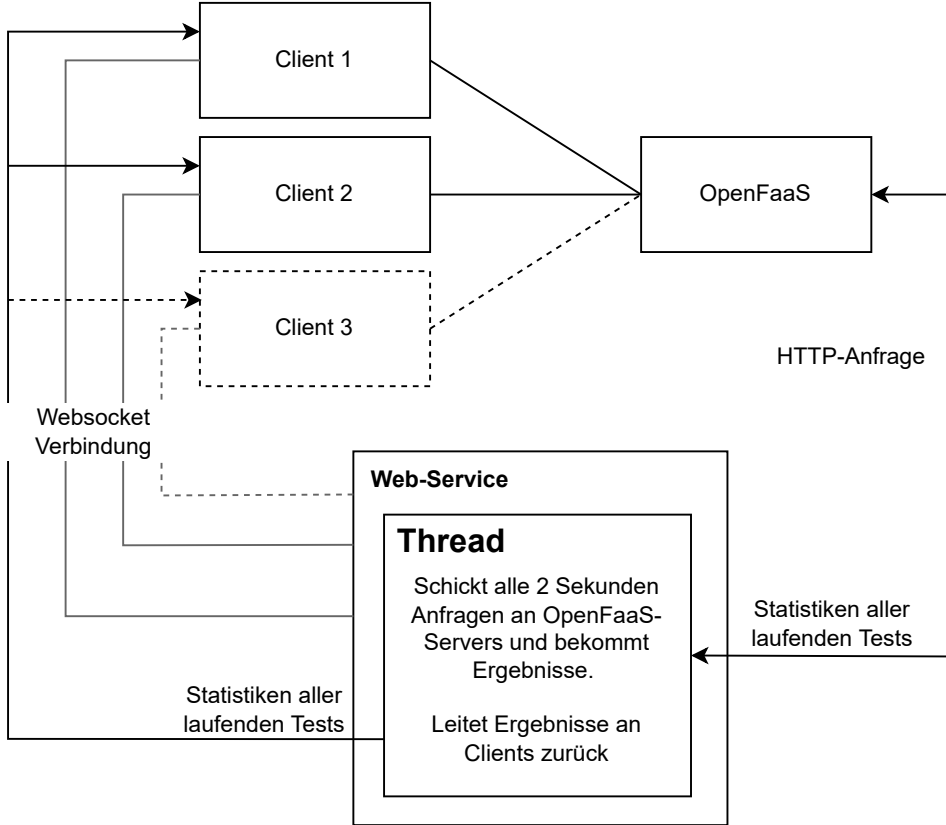 Client 1
Client 2
OpenFaaS
Client 3
HTTP-Anfrage
Websocket
Verbindung
Web-Service
Thread
Schickt alle 2 Sekunden
Anfragen an OpenFaaS-
Servers und bekommt
Ergebnisse.
Leitet Ergebnisse an
Clients zurück
Statistiken aller
laufenden Tests
Statistiken aller
laufenden Tests